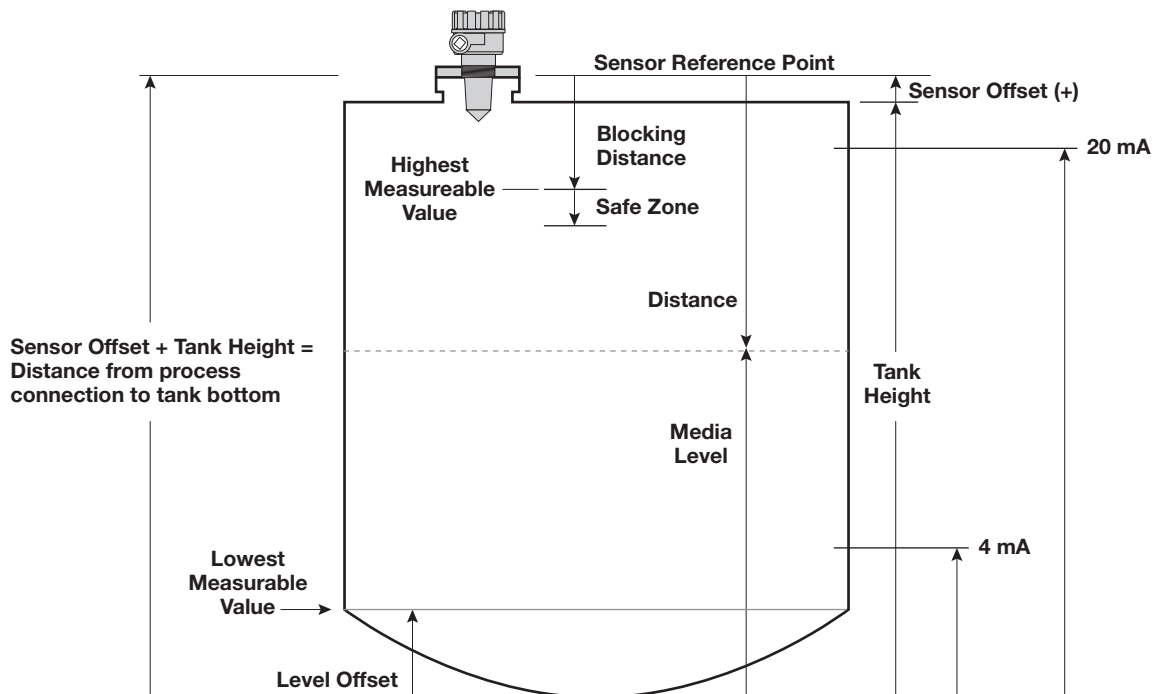 Sensor Reference Point
Sensor Offset (+)
Blocking
Distance
20 mA
Highest
Measureable
Value
Safe Zone
Distance
Sensor Offset + Tank Height =
Distance from process
connection to tank bottom
Tank
Height
Media
Level
4 mA
Lowest
Measurable
Value
Level Offset